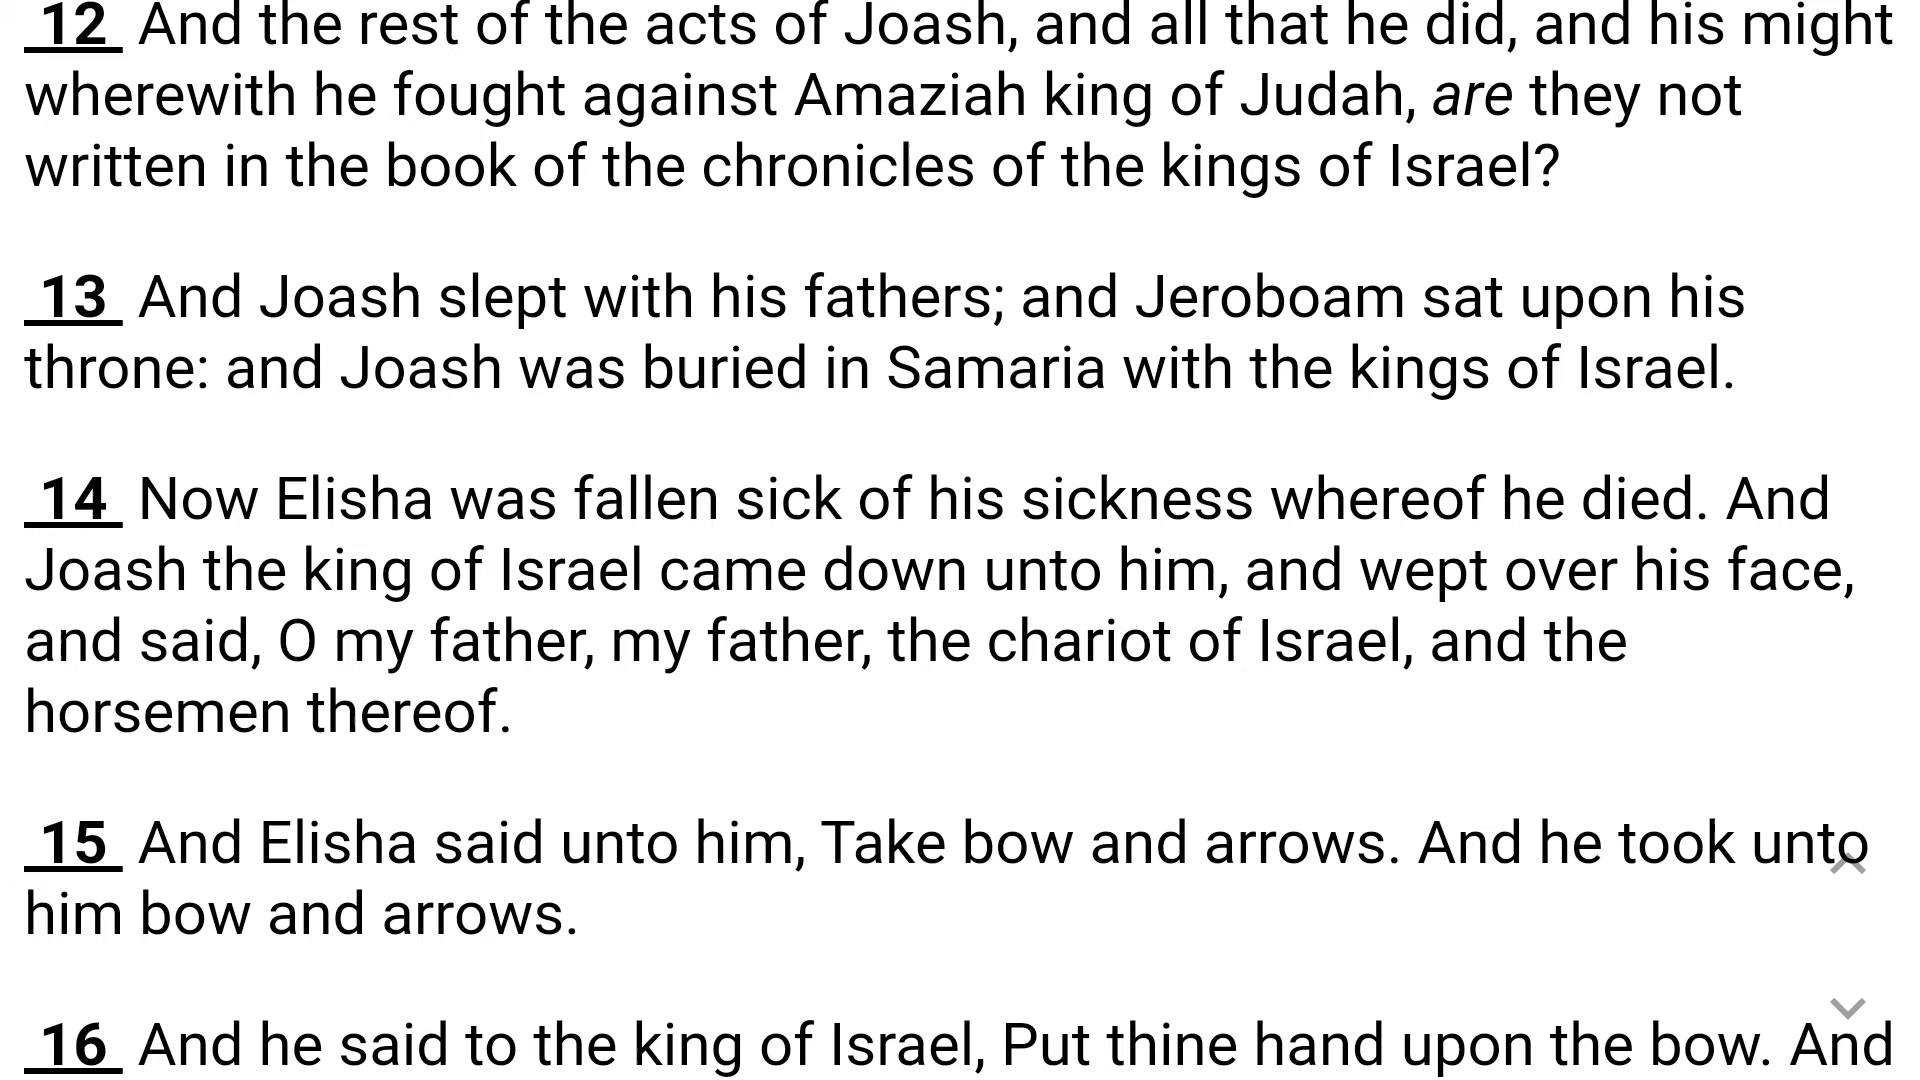 12 And the rest of the acts of Joash, and all that he did, and his might
wherewith he fought against Amaziah king of Judah, are they not
written in the book of the chronicles of the kings of Israel?
13 And Joash slept with his fathers; and Jeroboam sat upon his
throne: and Joash was buried in Samaria with the kings of Israel.
14 Now Elisha was fallen sick of his sickness whereof he died. And
Joash the king of Israel came down unto him, and wept over his face,
and said, O my father, my father, the chariot of Israel, and the
horsemen thereof.
15 And Elisha said unto him, Take bow and arrows. And he took unto
him bow and arrows.
16 And he said to the king of Israel, Put thine hand upon the bow. And